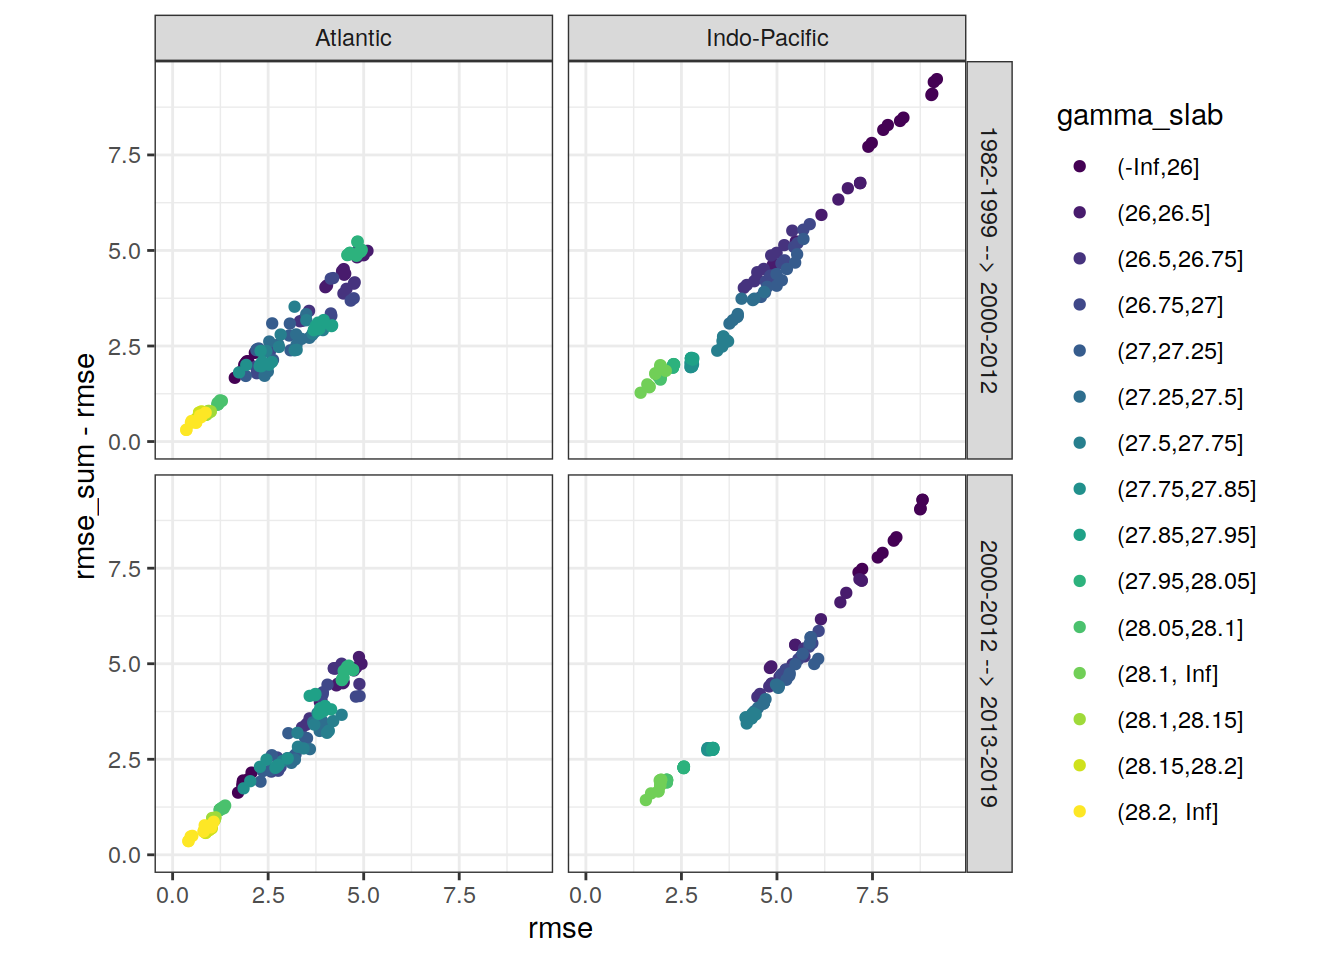 Atlantic
Indo-Pacific
1982-1999 --> 2000-2012
2000-2012 --> 2013-2019
rmse_sum - rmse
7.5
5.0
2.5
0.0
7.5
5.0
2.5
0.0
0.0 2.5 5.0 7.5
0.0 2.5 5.0 7.5
rmse
gamma_slab
(-Inf,26]
(26,26.5]
(26.5,26.75]
(26.75,27]
(27,27.25]
(27.25,27.5]
(27.5,27.75]
(27.75,27.85]
(27.85,27.95]
(27.95,28.05]
(28.05,28.1]
(28.1, Inf]
(28.1,28.15]
(28.15,28.2]
(28.2, Inf]